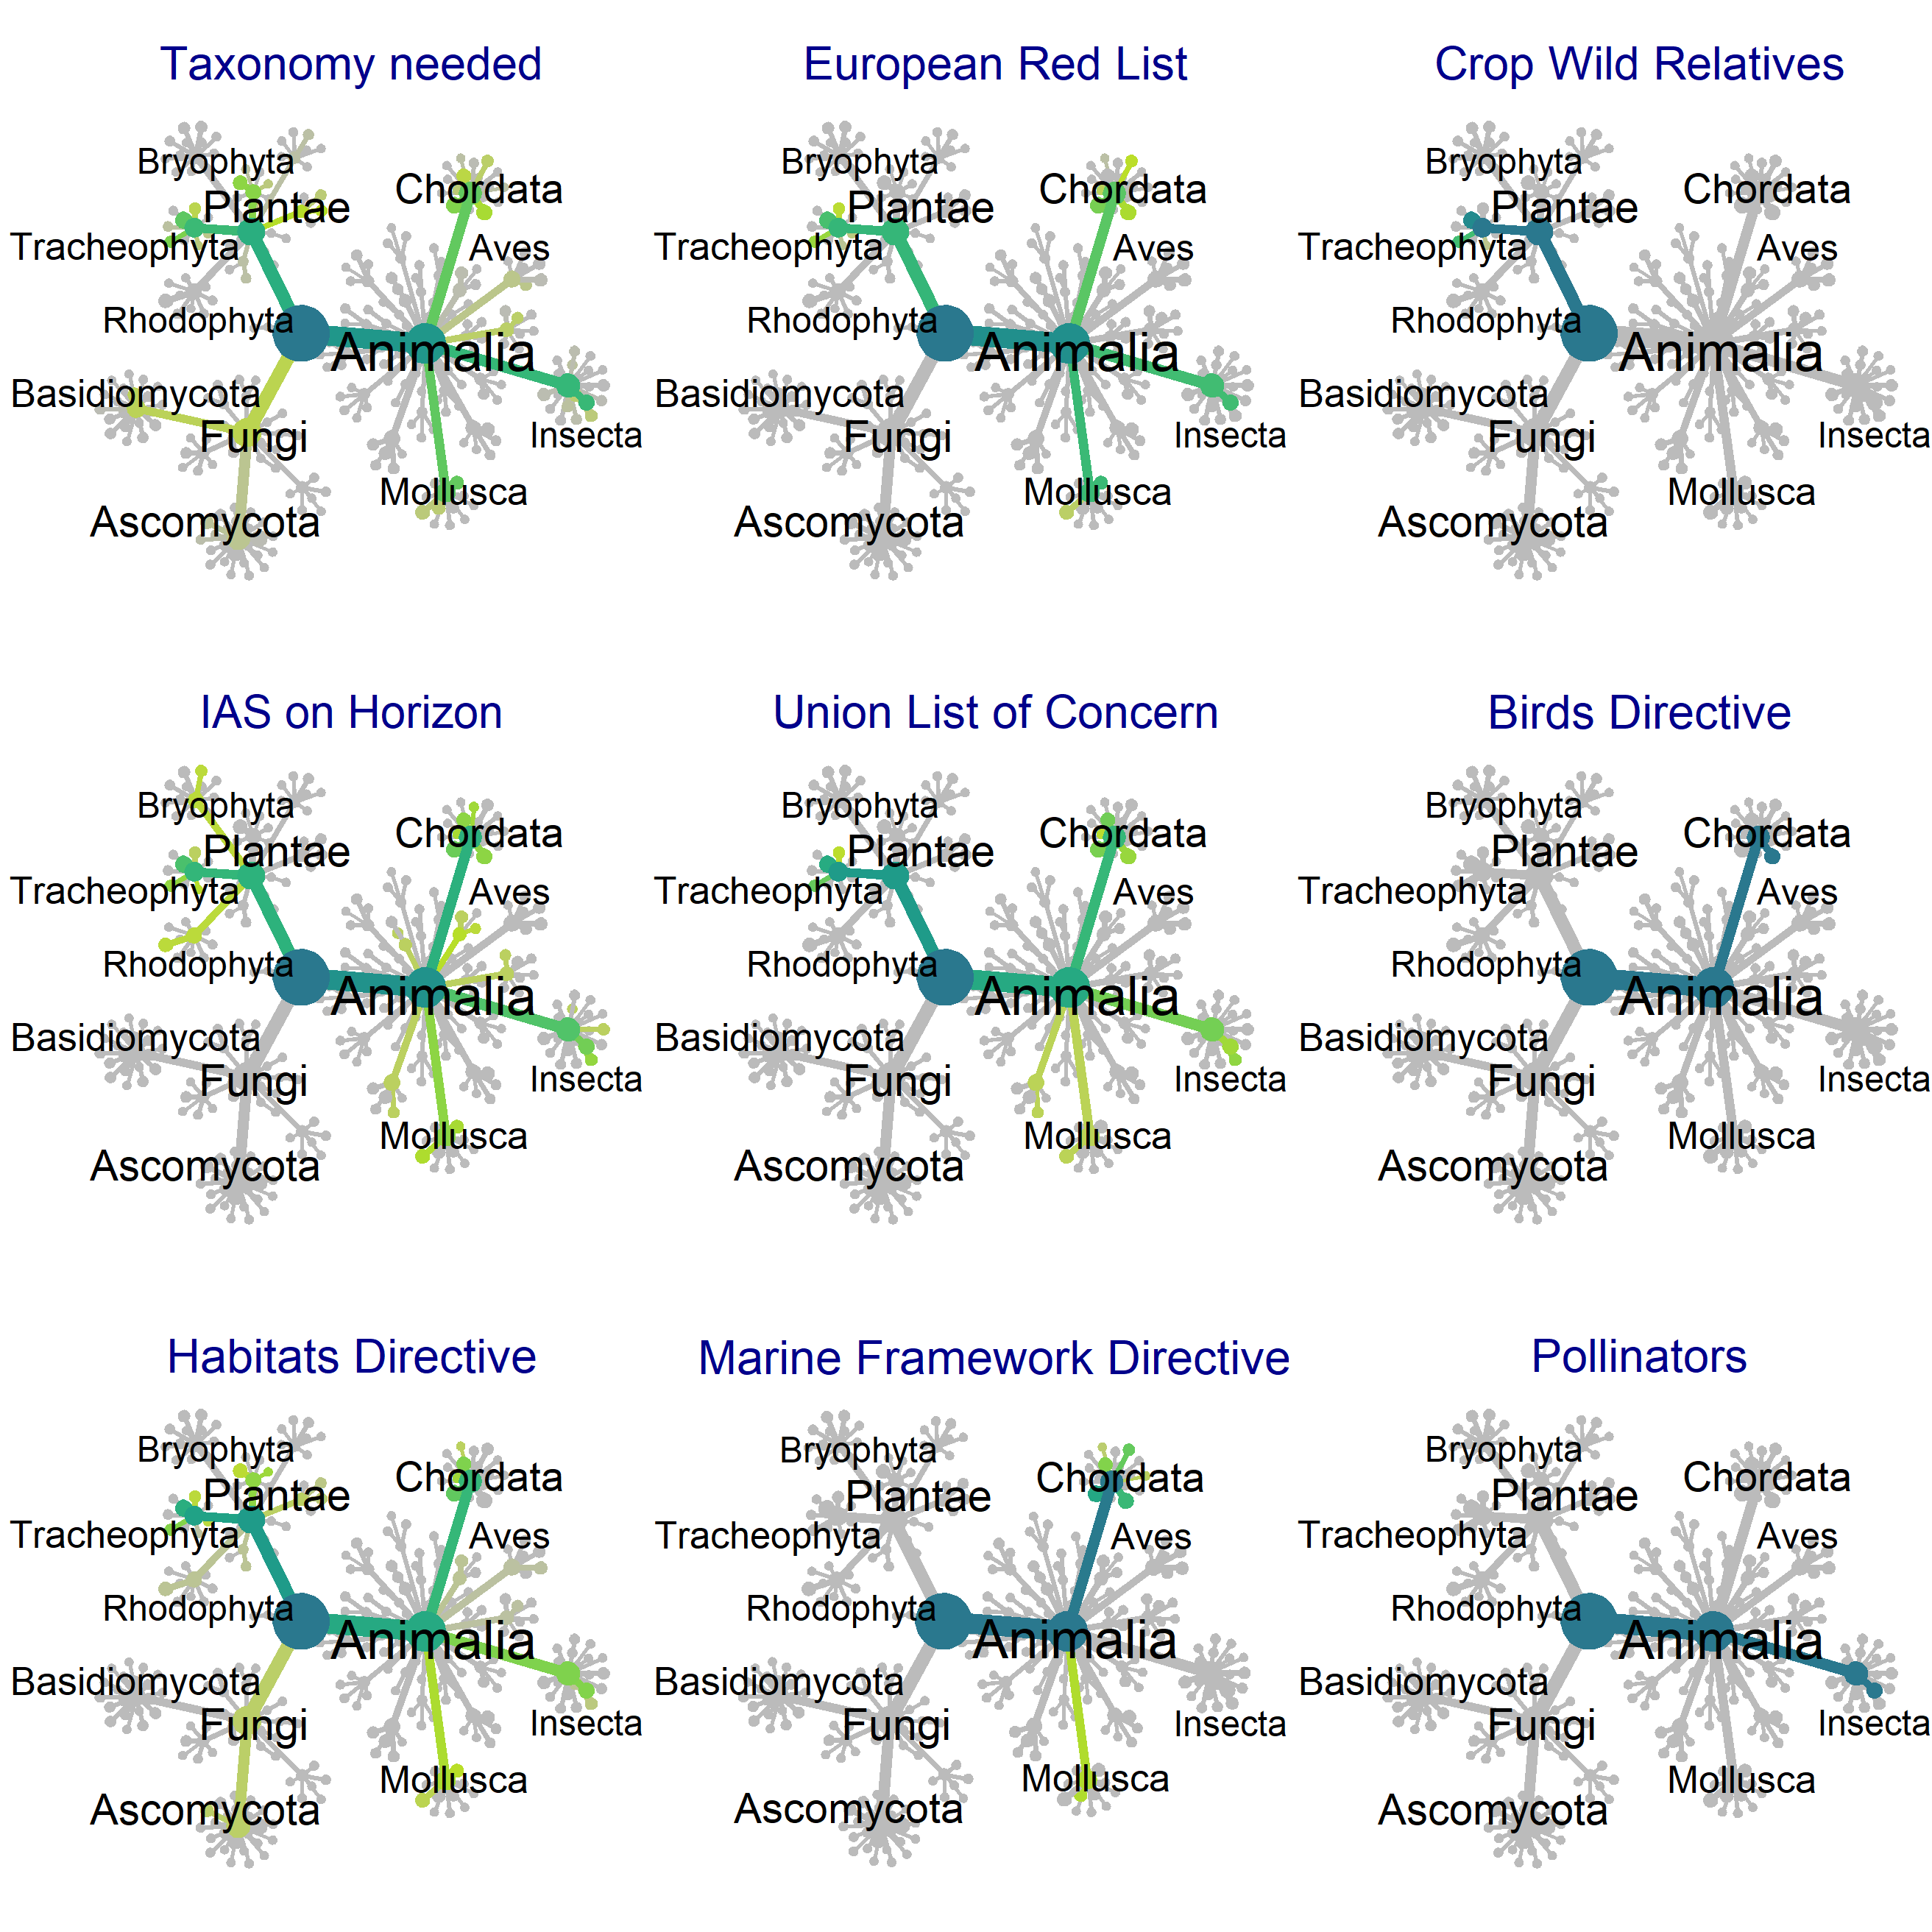 Taxonomy needed
Bryophyta
Chordata
Plantae
Tracheophyta
Aves
Rhodophyta
Animalia
Basidiomycota
Fungi
Insecta
Mollusca
Ascomycota
European Red List
Bryophyta
Chordata
Plantae
Tracheophyta
Aves
Rhodophyta
Animalia
Basidiomycota
Fungi
Insecta
Mollusca
Ascomycota
Crop Wild Relatives
Bryophyta
Chordata
Plantae
Tracheophyta
Aves
Rhodophyta
Animalia
Basidiomycota
Fungi
Insecta
Mollusca
Ascomycota
IAS on Horizon
Bryophyta
Chordata
Plantae
Tracheophyta
Aves
Rhodophyta
Animalia
Basidiomycota
Fungi
Insecta
Mollusca
Ascomycota
Union List of Concern
Bryophyta
Chordata
Plantae
Tracheophyta
Aves
Rhodophyta
Animalia
Basidiomycota
Fungi
Insecta
Mollusca
Ascomycota
Birds Directive
Bryophyta
Chordata
Plantae
Tracheophyta
Aves
Rhodophyta
Animalia
Basidiomycota
Fungi
Insecta
Mollusca
Ascomycota
Habitats Directive
Bryophyta
Chordata
Plantae
Tracheophyta
Aves
Rhodophyta
Animalia
Basidiomycota
Fungi
Insecta
Mollusca
Ascomycota
Marine Framework Directive
Bryophyta
Chordata
Plantae
Tracheophyta
Aves
Rhodophyta
Animalia
Basidiomycota
Fungi
Insecta
Mollusca
Ascomycota
Pollinators
Bryophyta
Chordata
Plantae
Tracheophyta
Aves
Rhodophyta
Animalia
Basidiomycota
Fungi
Insecta
Mollusca
Ascomycota